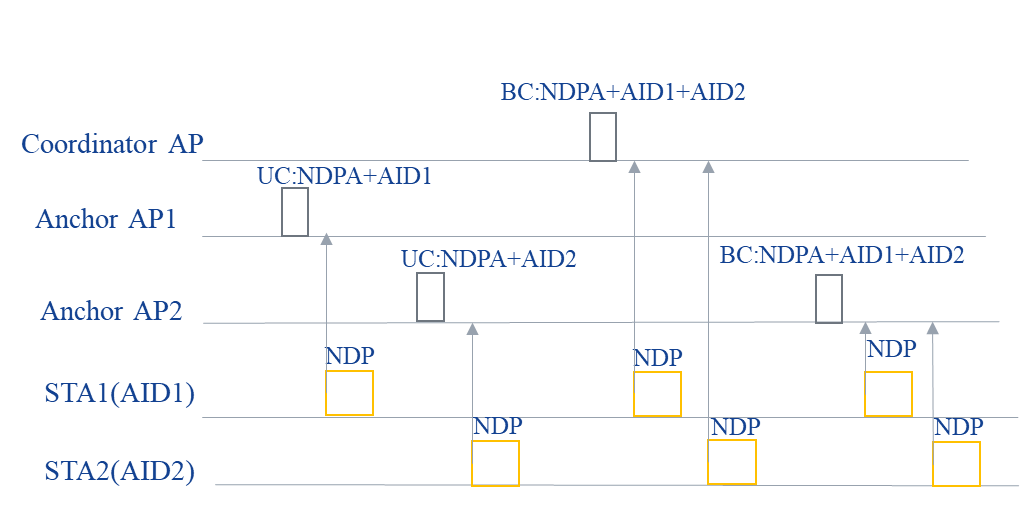 BC:NDPA+AID1+AID2
Coordinator AP
UC:NDPA+AID1
Anchor AP1
UC:NDPA+AID2
BC:NDPA+AID1+AID2
Anchor AP2
NDP
NDP
NDP
STA1(AID1)
NDP
NDP
NDP
STA2(AID2)